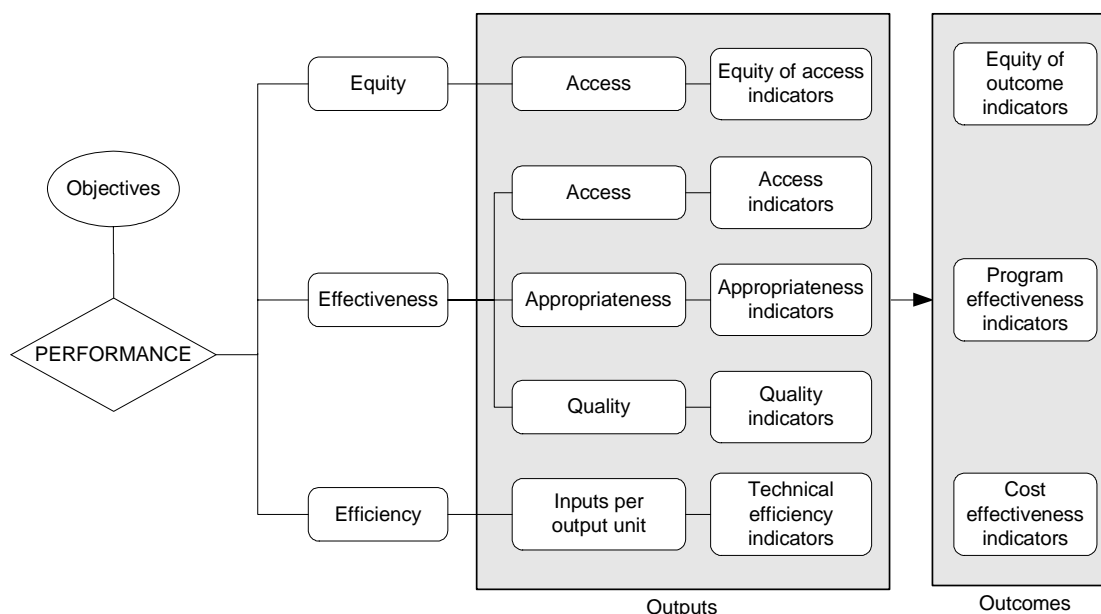 Objectives
PERFORMANCE
Equity
Effectiveness
Efficiency
Access
Equity of access
indicators
Access
Access
indicators
Appropriateness
Appropriateness
indicators
Quality
Quality
indicators
Inputs per
output unit
Technical
efficiency
indicators
Outputs
Equity of
outcome
indicators
Program
effectiveness
indicators
Cost
effectiveness
indicators
Outcomes